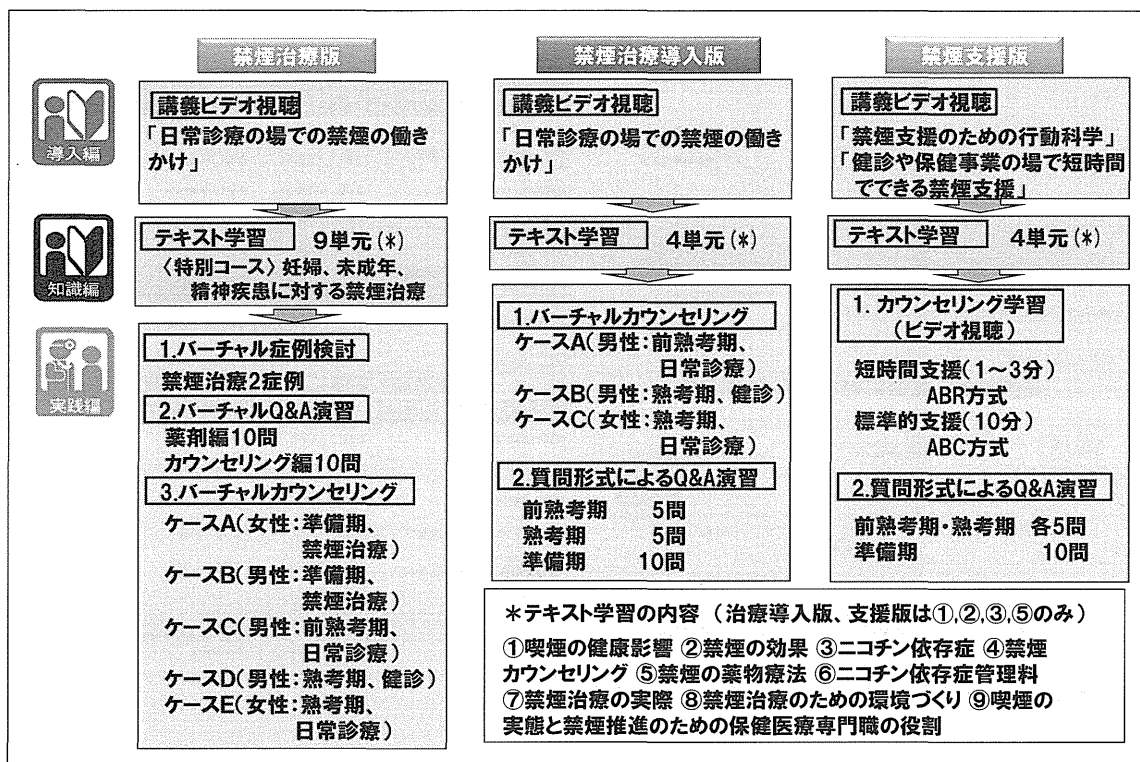 禁煙治療版
禁煙治療導入版
禁煙支援版
導入編
講義ビデオ視聴
「日常診療の場での禁煙の働き
かけ」
講義ビデオ視聴
「日常診療の場での禁煙の働き
かけ」
講義ビデオ視聴
「禁煙支援のための行動科学」
「健診や保健事業の場で短時間
でできる禁煙支援」
知識編
テキスト学習 9単元(*)
〈特別コース〉妊婦、未成年、
精神疾患に対する禁煙治療
テキスト学習 4単元(*)
テキスト学習 4単元(*)
実践編
1.バーチャル症例検討
禁煙治療2症例
2.バーチャルQ&A演習
薬剤編10問
カウンセリング編10問
3.バーチャルカウンセリング
ケースA(女性:準備期、
禁煙治療)
ケースB(男性:準備期、
禁煙治療)
ケースC(男性:前熟考期、
日常診療)
ケースD(男性:熟考期、健診)
ケースE(女性:熟考期、
日常診療)
1.バーチャルカウンセリング
ケースA(男性:前熟考期、
日常診療)
ケースB(男性:熟考期、健診)
ケースC(女性:熟考期、
日常診療)
2.質問形式によるQ&A演習
前熟考期 5問
熟考期 5問
準備期 10問
1. カウンセリング学習
(ビデオ視聴)
短時間支援(1~3分)
ABR方式
標準的支援(10分)
ABC方式
2.質問形式によるQ&A演習
前熟考期・熟考期 各5問
準備期 10問
*テキスト学習の内容 (治療導入版、支援版は①,②,③,⑤のみ)
①喫煙の健康影響 ②禁煙の効果 ③ニコチン依存症 ④禁煙
カウンセリング ⑤禁煙の薬物療法 ⑥ニコチン依存症管理料
⑦禁煙治療の実際 ⑧禁煙治療のための環境づくり ⑨喫煙の
実態と禁煙推進のための保健医療専門職の役割